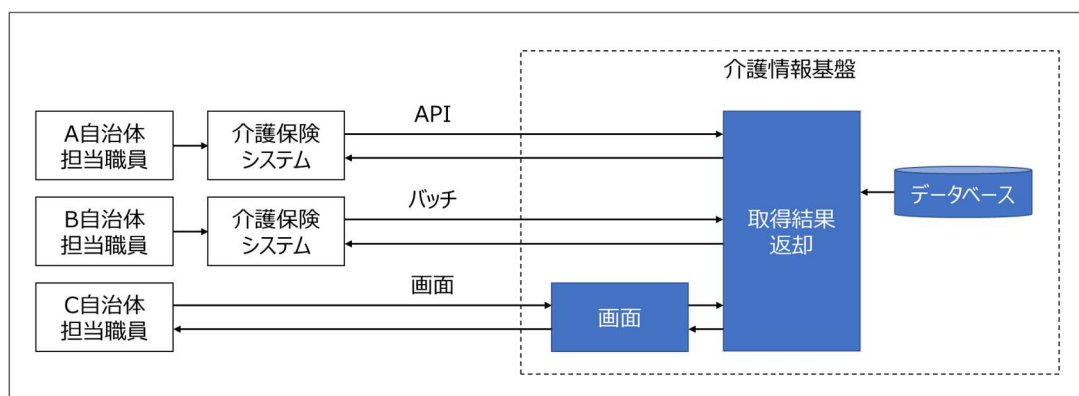 介護情報基盤
API
A自治体
担当職員
介護保険
システム
バッチ
B自治体
担当職員
介護保険
システム
取得結果
返却
データベース
画面
C自治体
担当職員
画面